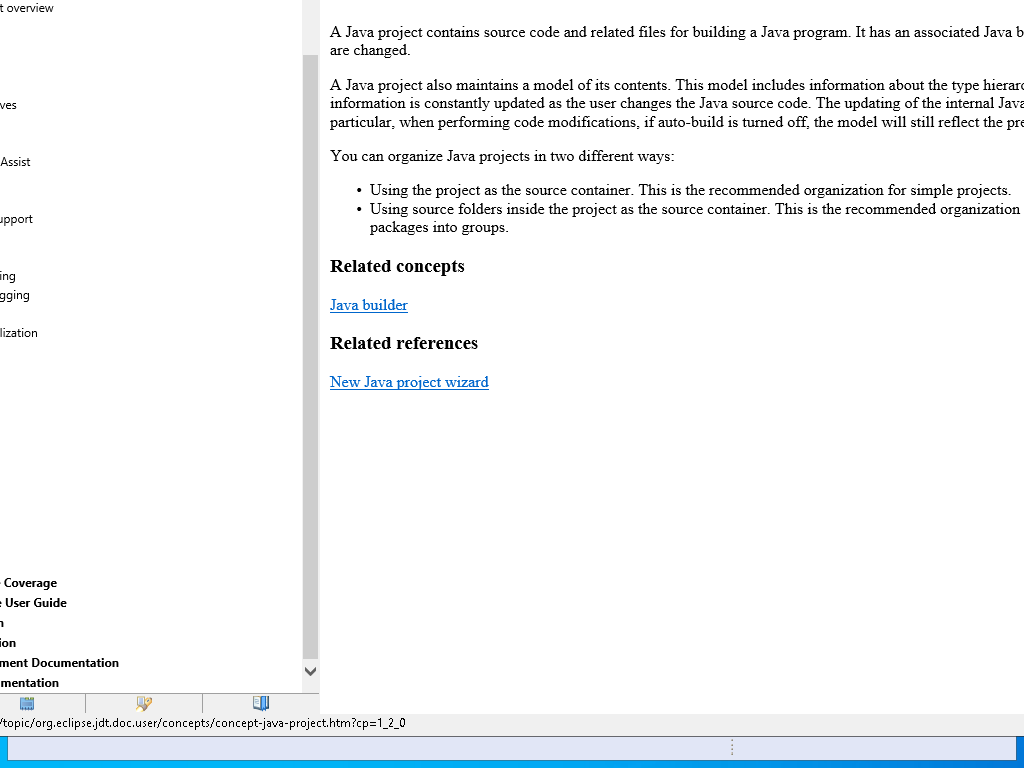 t overview
ves
Assist
upport
ing
gging
lization
Coverage
User Guide
n
ion
ment Documentation
mentation
A Java project contains source code and related files for building a Java program. It has an associated Java b
are changed.
A Java project also maintains a model of its contents. This model includes information about the type hierarc
information is constantly updated as the user changes the Java source code. The updating of the internal Java
particular, when performing code modifications, if auto-build is turned off, the model will still reflect the pre
You can organize Java projects in two different ways:
• Using the project as the source container. This is the recommended organization for simple projects.
• Using source folders inside the project as the source container. This is the recommended organization
packages into groups.
Related concepts
Java builder
Related references
New Java project wizard
/topic/org.eclipse.jdt.doc.user/concepts/concept-java-project.htm?cp=1_2_0